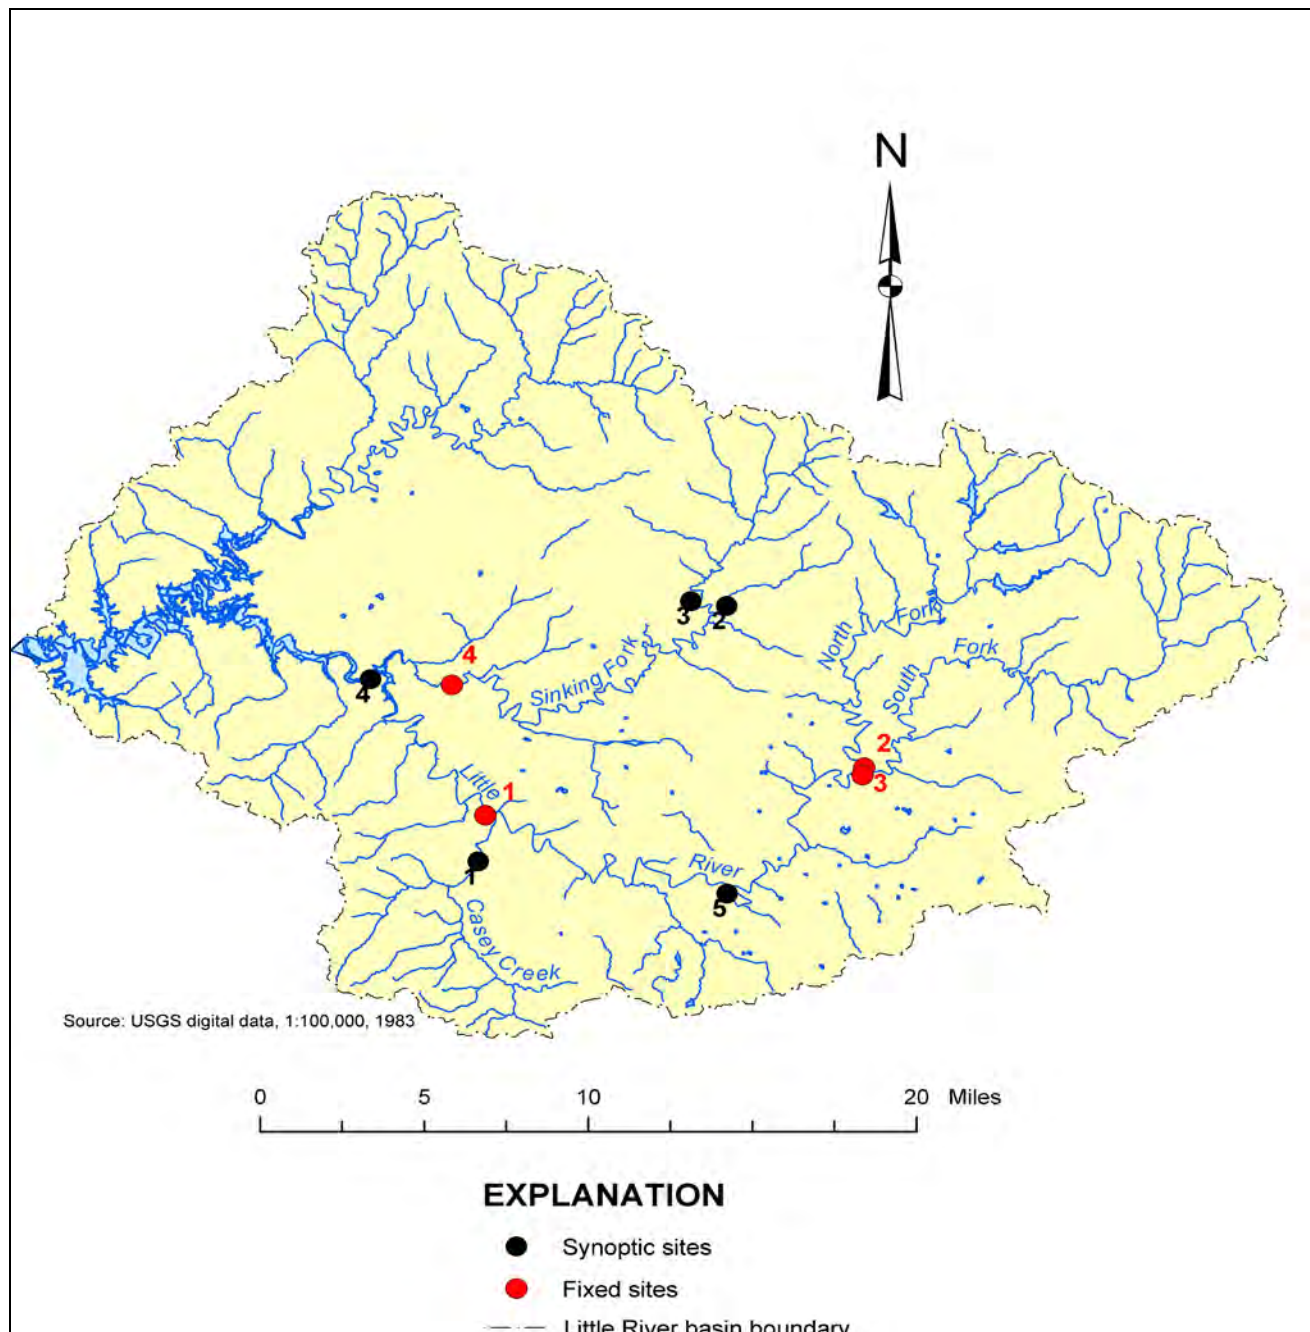 N
3
2
North
Fork
Fork
South
4
4
Sinking Fork
2
3
Little
1
1
River
5
Casey Creek
Source: USGS digital data, 1:100,000, 1983
0 5 10 20 Miles
EXPLANATION
Synoptic sites
Fixed sites
Little River basin boundary